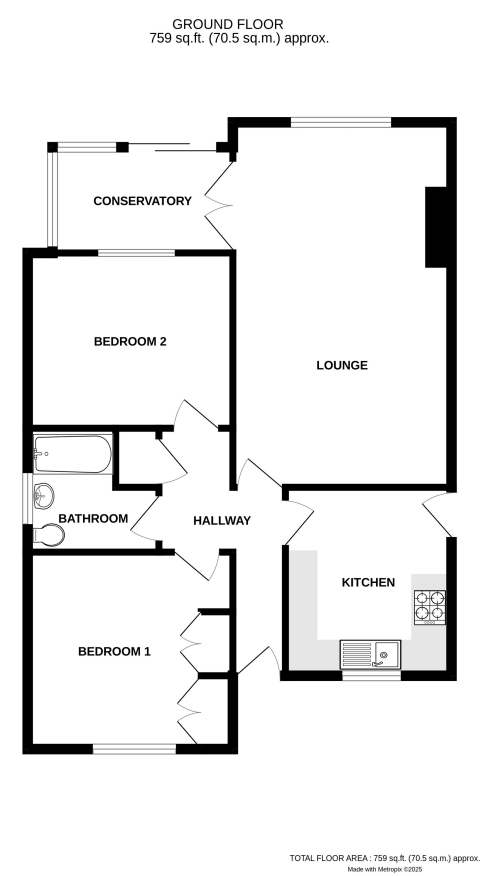 GROUND FLOOR
759 sq.ft. (70.5 sq.m.) approx.
CONSERVATORY
BEDROOM 2
LOUNGE
BATHROOM
HALLWAY
KITCHEN
BEDROOM 1
TOTAL FLOOR AREA : 759 sq.ft. (70.5 sq.m.) approx.
Made with Metropix ©2025